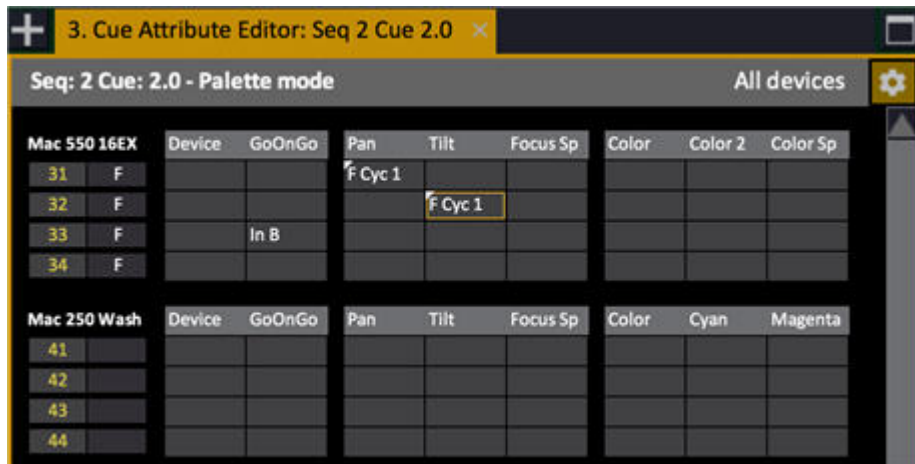 3. Cue Attribute Editor: Seq 2 Cue 2.0 ×
Seq: 2 Cue: 2.0 - Palette mode All devices
Mac 550 16EX Device GoOnGo Pan Tilt Focus Sp Color Color 2 Color Sp
31 F F Cyc 1
32 F F Cyc 1
33 F In B
34 F
Mac 250 Wash Device GoOnGo Pan Tilt Focus Sp Color Cyan Magenta
41
42
43
44